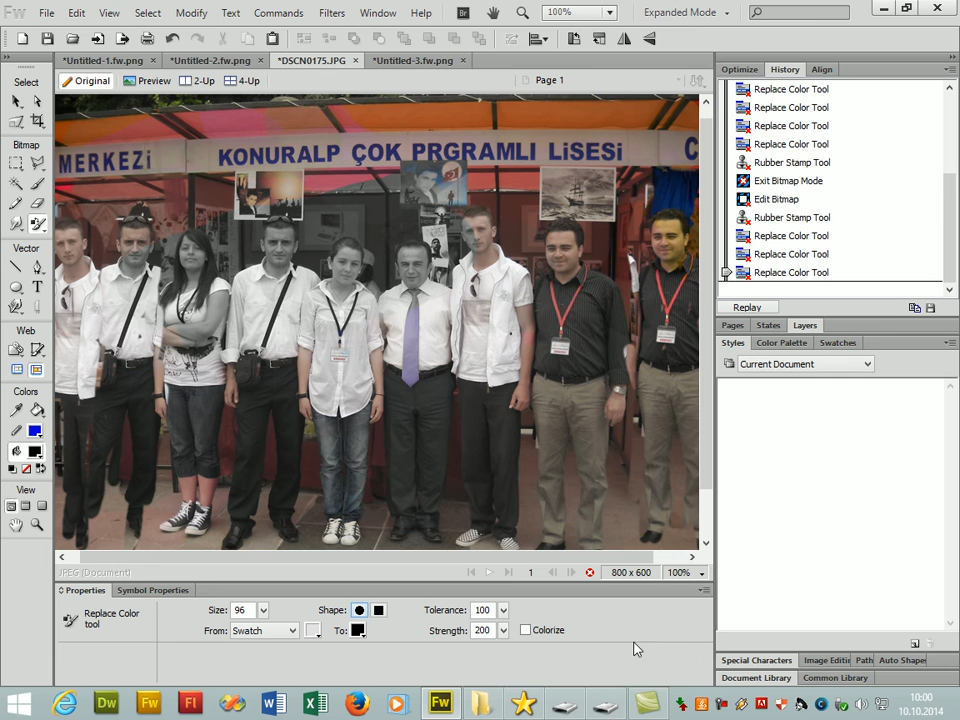 Fw File Edit View Select Modify Text Commands Filters Window Help Br 100% Expanded Mode
*Untitled-1.fw.png × *Untitled-2.fw.png × *DSCN0175.JPG × *Untitled-3.fw.png ×
Original Preview 2-Up 4-Up Page 1
Select
Bitmap
Vector
Web
Colors
View
MERKEZİ KONURALP ÇOK PRGRAMLI LiSESi C
JPEG (Document) 1 800 x 600 100%
Properties Symbol Properties
Replace Color tool
Size: 96 Shape: Tolerance: 100
From: Swatch To: Strength: 200 Colorize
Optimize History Align
Replace Color Tool
Replace Color Tool
Replace Color Tool
Replace Color Tool
Rubber Stamp Tool
Exit Bitmap Mode
Edit Bitmap
Rubber Stamp Tool
Replace Color Tool
Replace Color Tool
Replace Color Tool
Replay
Pages States Layers
Styles Color Palette Swatches
Current Document
Special Characters Image Editin Path Auto Shapes
Document Library Common Library
Dw Fw Fl Fw
10:00
10.10.2014